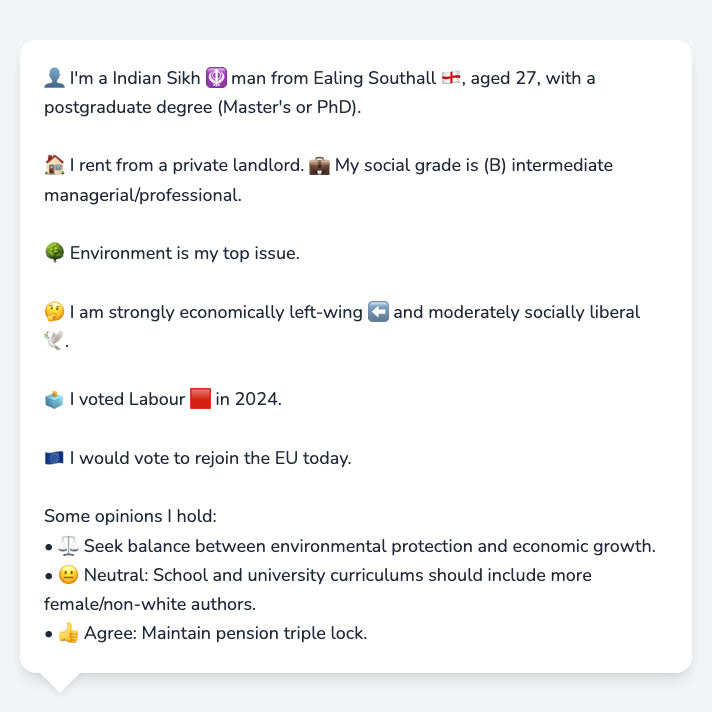 👤 I'm a Indian Sikh 🪯 man from Ealing Southall 🏴󠁧󠁢󠁥󠁮󠁧󠁿, aged 27, with a
postgraduate degree (Master's or PhD).
🏠 I rent from a private landlord. 💼 My social grade is (B) intermediate
managerial/professional.
🌳 Environment is my top issue.
🤔 I am strongly economically left-wing ⬅️ and moderately socially liberal
🕊️.
🗳️ I voted Labour 🟥 in 2024.
🇪🇺 I would vote to rejoin the EU today.
Some opinions I hold:
• ⚖️ Seek balance between environmental protection and economic growth.
• 😐 Neutral: School and university curriculums should include more
female/non-white authors.
• 👍 Agree: Maintain pension triple lock.